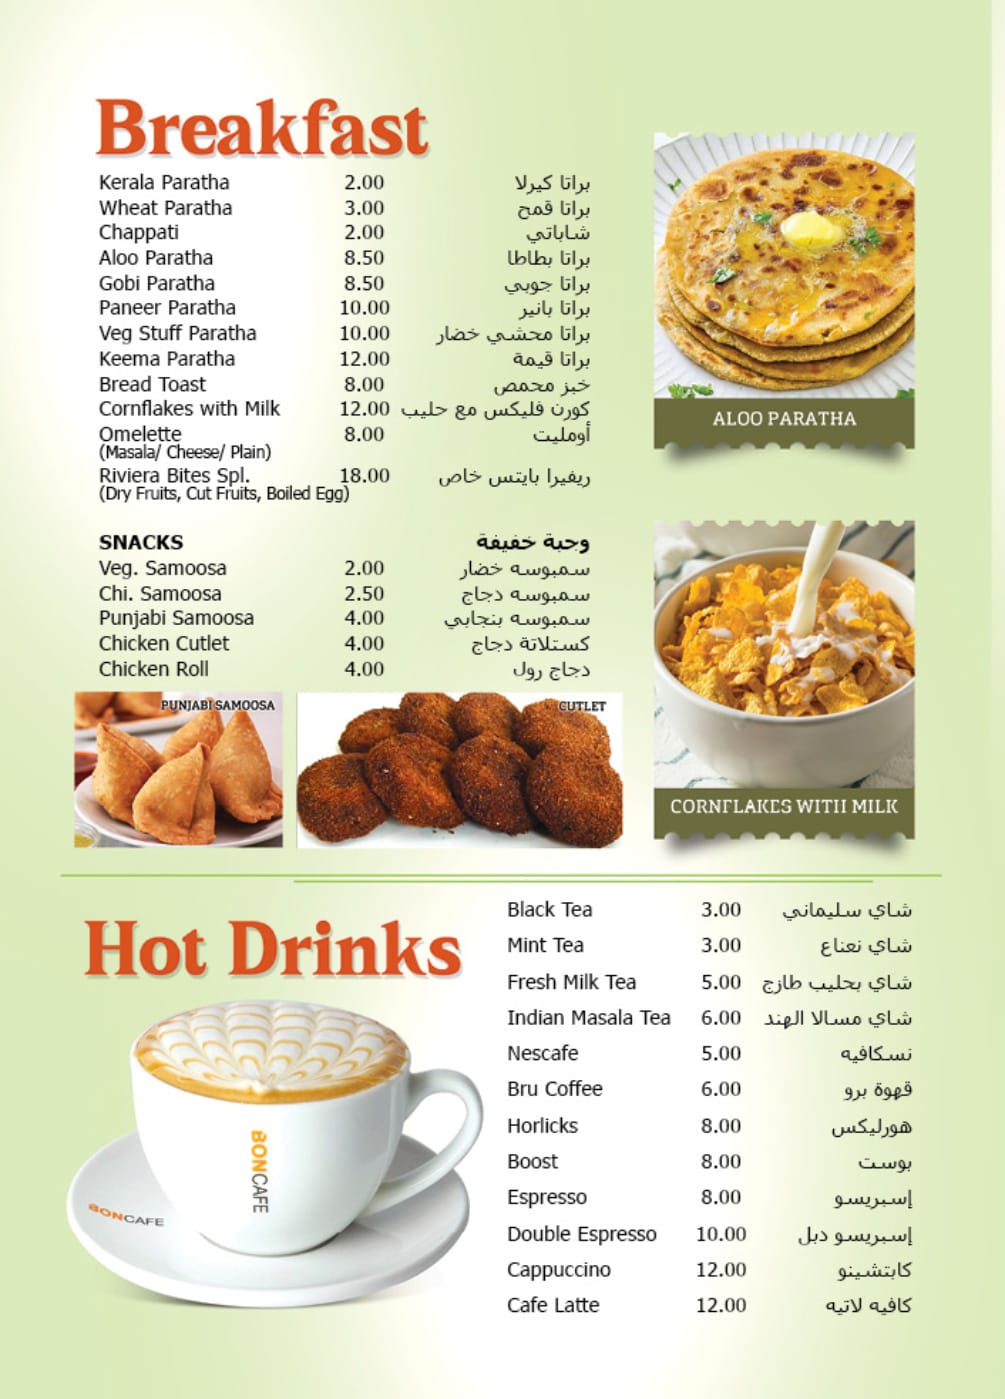 Breakfast
Kerala Paratha 2.00 براتا كيرلا
Wheat Paratha 3.00 براتا قمح
Chappati 2.00 شاباتي
Aloo Paratha 8.50 براتا بطاطا
Gobi Paratha 8.50 براتا جوبي
Paneer Paratha 10.00 براتا بانير
Veg Stuff Paratha 10.00 براتا محشي خضار
Keema Paratha 12.00 براتا قيمة
Bread Toast 8.00 خبز محمص
Cornflakes with Milk 12.00 كورن فليكس مع حليب
Omelette 8.00 أومليت
(Masala/ Cheese/ Plain)
Riviera Bites Spl. 18.00 ريفيرا بايتس خاص
(Dry Fruits, Cut Fruits, Boiled Egg)
ALOO PARATHA
SNACKS وجبة خفيفة
Veg. Samoosa 2.00 سمبوسه خضار
Chi. Samoosa 2.50 سمبوسه دجاج
Punjabi Samoosa 4.00 سمبوسه بنجابي
Chicken Cutlet 4.00 كستلاتة دجاج
Chicken Roll 4.00 دجاج رول
PUNJABI SAMOOSA
CUTLET
CORNFLAKES WITH MILK
Hot Drinks
Black Tea 3.00 شاي سليماني
Mint Tea 3.00 شاي نعناع
Fresh Milk Tea 5.00 شاي بحليب طازج
Indian Masala Tea 6.00 شاي مسالا الهند
Nescafe 5.00 نسكافيه
Bru Coffee 6.00 قهوة برو
Horlicks 8.00 هورليكس
Boost 8.00 بوست
Espresso 8.00 إسبريسو
Double Espresso 10.00 إسبريسو دبل
Cappuccino 12.00 كابتشينو
Cafe Latte 12.00 كافيه لاتيه
BONCAFE
BONCAFE